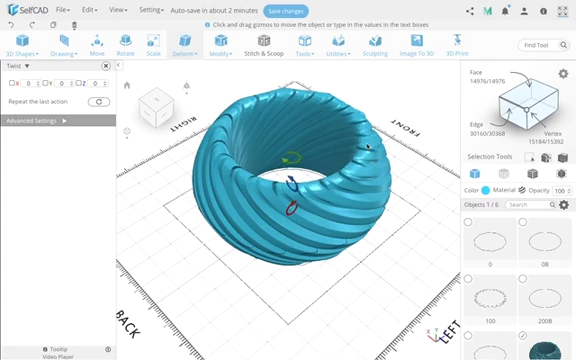 SelfCAD File View Setting Auto-save in about 2 minutes Save changes
Click and drag gizmos to move the object or type in the values in the text boxes
3D Shapes Drawing Move Rotate Scale Deform Modify Stitch & Scoop Tools Utilities Sculpting Image To 3D 3D Print Find Tool
Twist
X 0 Y 0 Z 0
Repeat the last action
Advanced Settings
RIGHT
FRONT
BACK
LEFT
Face
14976/14976
Edge
30160/30368
Vertex
15184/15392
Selection Tools
Color Material Opacity 100
Objects 1 / 6 Search
0 0B
100 200B
Tooltip
Video Player